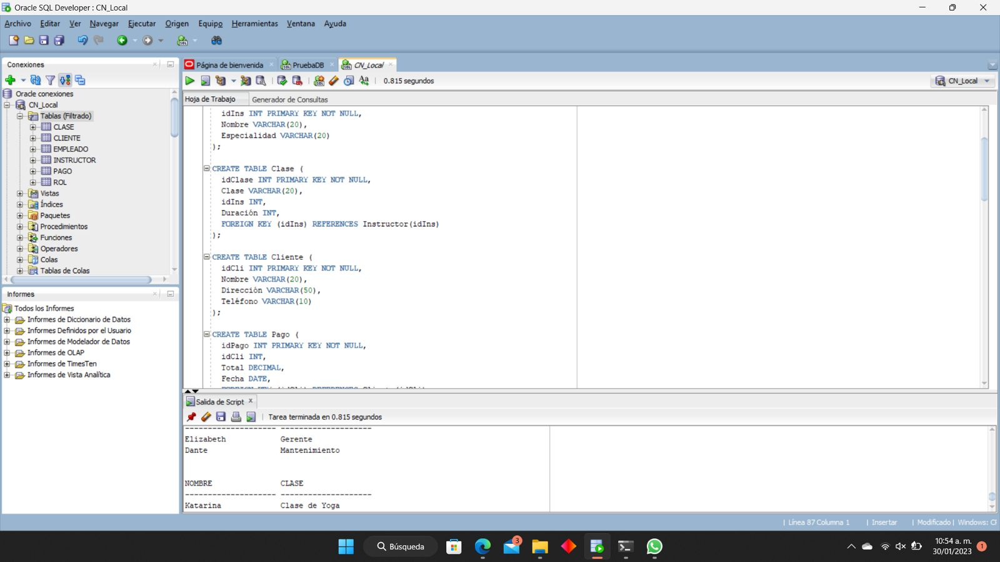 Oracle SQL Developer : CN_Local
Archivo Editar Ver Navegar Ejecutar Origen Equipo Herramientas Ventana Ayuda
Conexiones
Oracle conexiones
CN_Local
Tablas (Filtrado)
CLASE
CLIENTE
EMPLEADO
INSTRUCTOR
PAGO
ROL
Vistas
Índices
Paquetes
Procedimientos
Funciones
Operadores
Colas
Tablas de Colas
Informes
Todos los Informes
Informes de Diccionario de Datos
Informes Definidos por el Usuario
Informes de Modelador de Datos
Informes de OLAP
Informes de TimesTen
Informes de Vista Analítica
Página de bienvenida PruebaDB CN_Local
0.815 segundos CN_Local
Hoja de Trabajo Generador de Consultas
idIns INT PRIMARY KEY NOT NULL,
Nombre VARCHAR(20),
Especialidad VARCHAR(20)
);
CREATE TABLE Clase (
idClase INT PRIMARY KEY NOT NULL,
Clase VARCHAR(20),
idIns INT,
Duración INT,
FOREIGN KEY (idIns) REFERENCES Instructor(idIns)
);
CREATE TABLE Cliente (
idCli INT PRIMARY KEY NOT NULL,
Nombre VARCHAR(20),
Dirección VARCHAR(50),
Teléfono VARCHAR(10)
);
CREATE TABLE Pago (
idPago INT PRIMARY KEY NOT NULL,
idCli INT,
Total DECIMAL,
Fecha DATE,
Salida de Script
Tarea terminada en 0.815 segundos
-------------------- --------------------
Elizabeth Gerente
Dante Mantenimiento
NOMBRE CLASE
-------------------- --------------------
Katarina Clase de Yoga
| Línea 87 Columna 1 | Insertar | Modificado | Windows: CF
Búsqueda
3
10:54 a. m.
30/01/2023
1